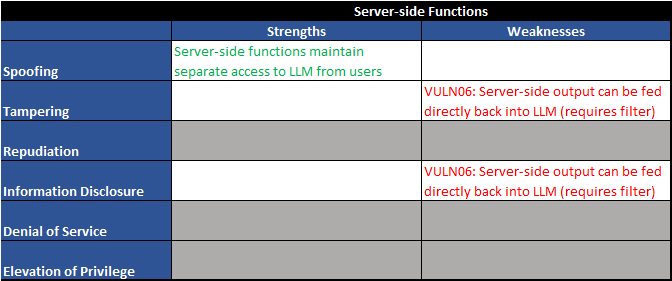 Server-side Functions
Strengths Weaknesses
Server-side functions maintain
Spoofing separate access to LLM from users
VULN06: Server-side output can be fed
Tampering directly back into LLM (requires filter)
Repudiation
VULN06: Server-side output can be fed
Information Disclosure directly back into LLM (requires filter)
Denial of Service
Elevation of Privilege